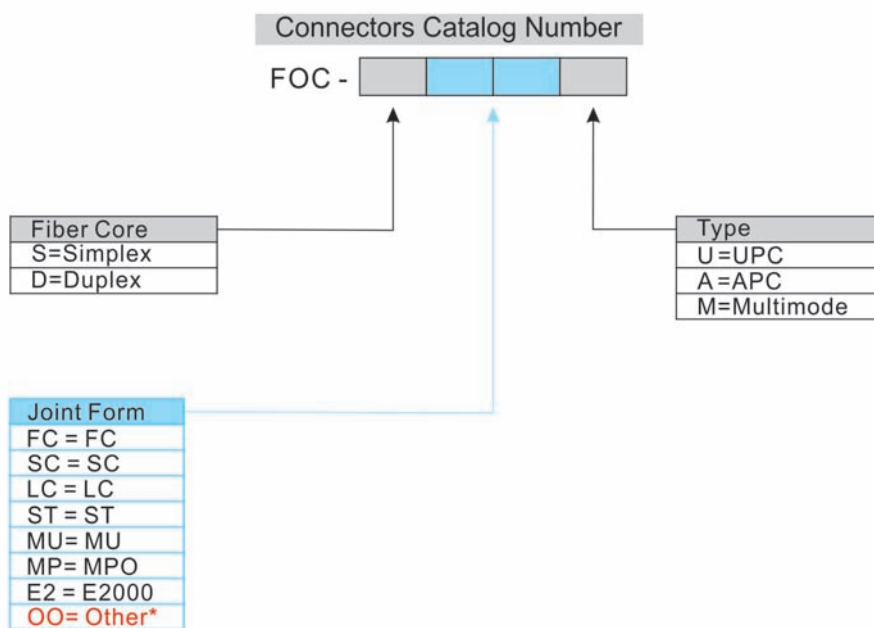 Connectors Catalog Number
FOC -
Fiber Core
S=Simplex
D=Duplex
Type
U=UPC
A=APC
M=Multimode
Joint Form
FC = FC
SC = SC
LC = LC
ST = ST
MU= MU
MP= MPO
E2 = E2000
OO= Other*